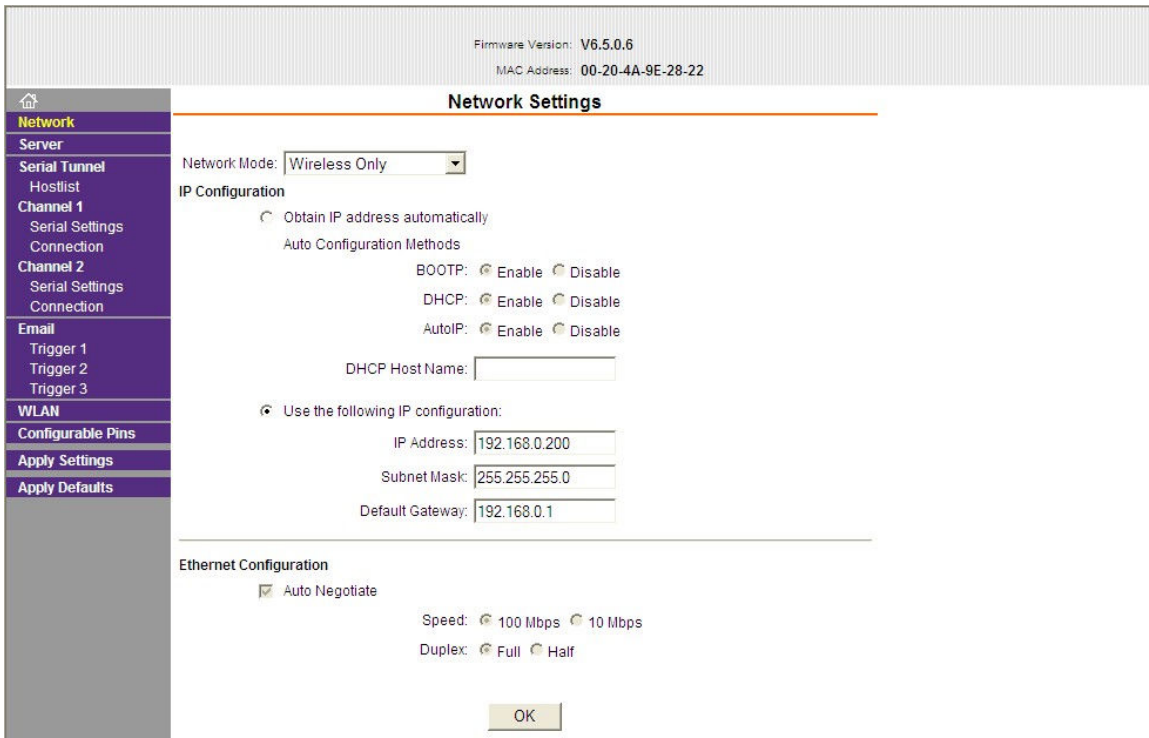 Firmware Version: V6.5.0.6
MAC Address: 00-20-4A-9E-28-22
Network
Server
Serial Tunnel
Hostlist
Channel 1
Serial Settings
Connection
Channel 2
Serial Settings
Connection
Email
Trigger 1
Trigger 2
Trigger 3
WLAN
Configurable Pins
Apply Settings
Apply Defaults
Network Settings
Network Mode: Wireless Only
IP Configuration
Obtain IP address automatically
Auto Configuration Methods
BOOTP: Enable Disable
DHCP: Enable Disable
AutoIP: Enable Disable
DHCP Host Name:
Use the following IP configuration:
IP Address: 192.168.0.200
Subnet Mask: 255.255.255.0
Default Gateway: 192.168.0.1
Ethernet Configuration
Auto Negotiate
Speed: 100 Mbps 10 Mbps
Duplex: Full Half
OK